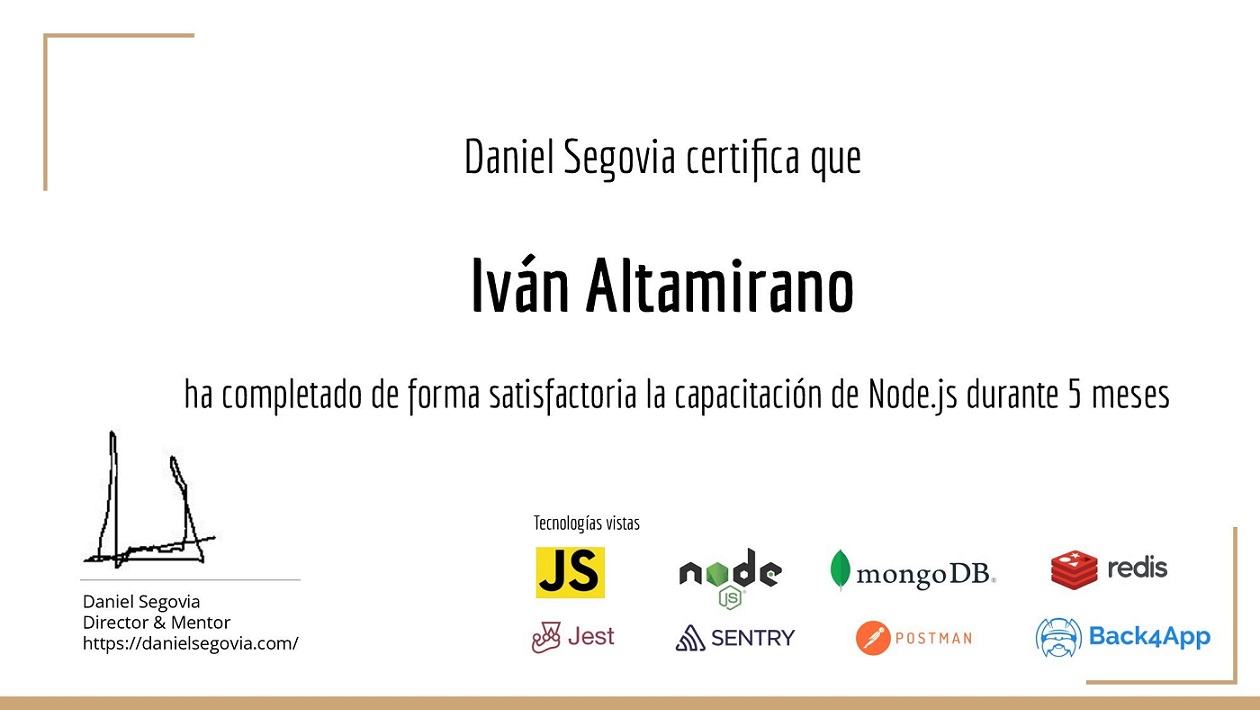 Daniel Segovia certifica que
Iván Altamirano
ha completado de forma satisfactoria la capacitación de Node.js durante 5 meses
Daniel Segovia
Director & Mentor
https://danielsegovia.com/
Tecnologías vistas
JS node JS mongoDB® redis
Jest SENTRY POSTMAN Back4App